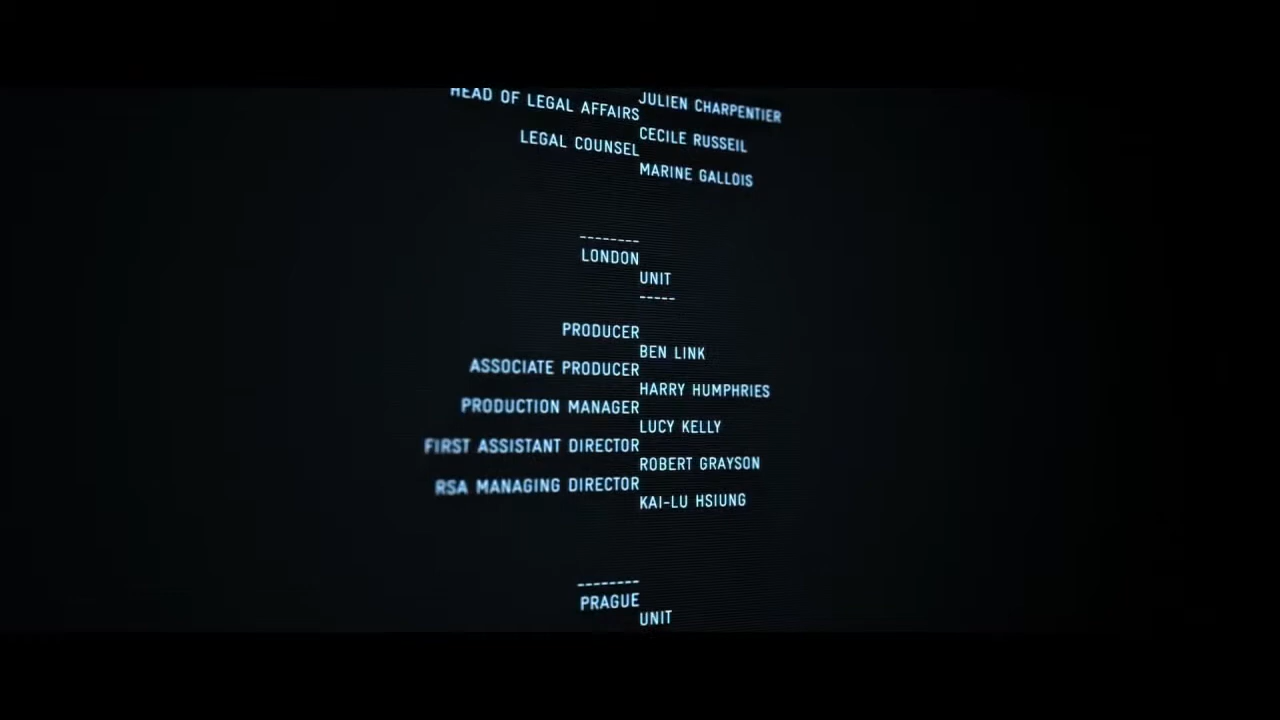 JULIEN CHARPENTIER
HEAD OF LEGAL AFFAIRS
CECILE RUSSEIL
LEGAL COUNSEL
MARINE GALLOIS
--------
LONDON
UNIT
-----
PRODUCER
BEN LINK
ASSOCIATE PRODUCER
HARRY HUMPHRIES
PRODUCTION MANAGER
LUCY KELLY
FIRST ASSISTANT DIRECTOR
ROBERT GRAYSON
RSA MANAGING DIRECTOR
KAI-LU HSIUNG
--------
PRAGUE
UNIT